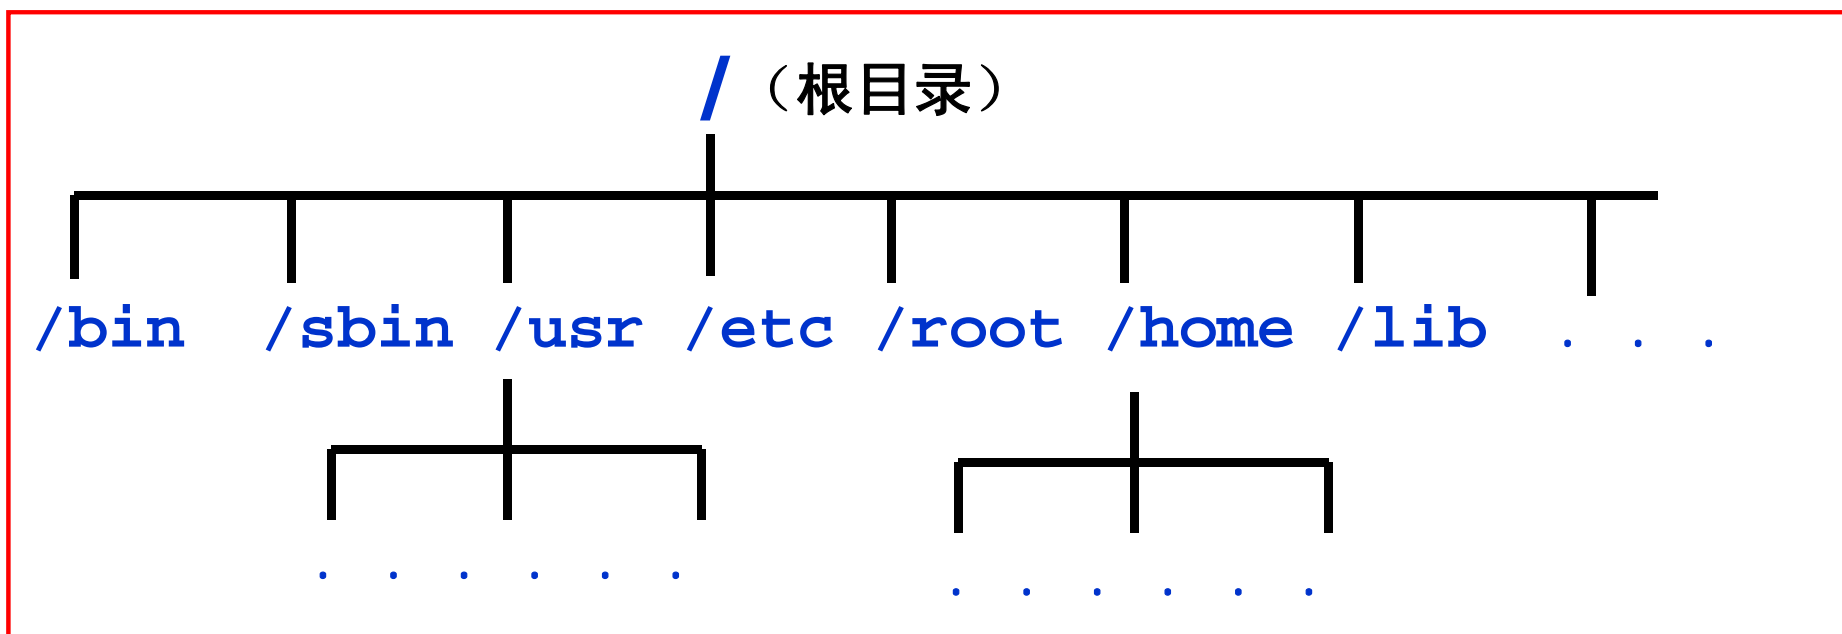 /（根目录）
/bin /sbin /usr /etc /root /home /lib . . .
. . . . . . . . . . . .